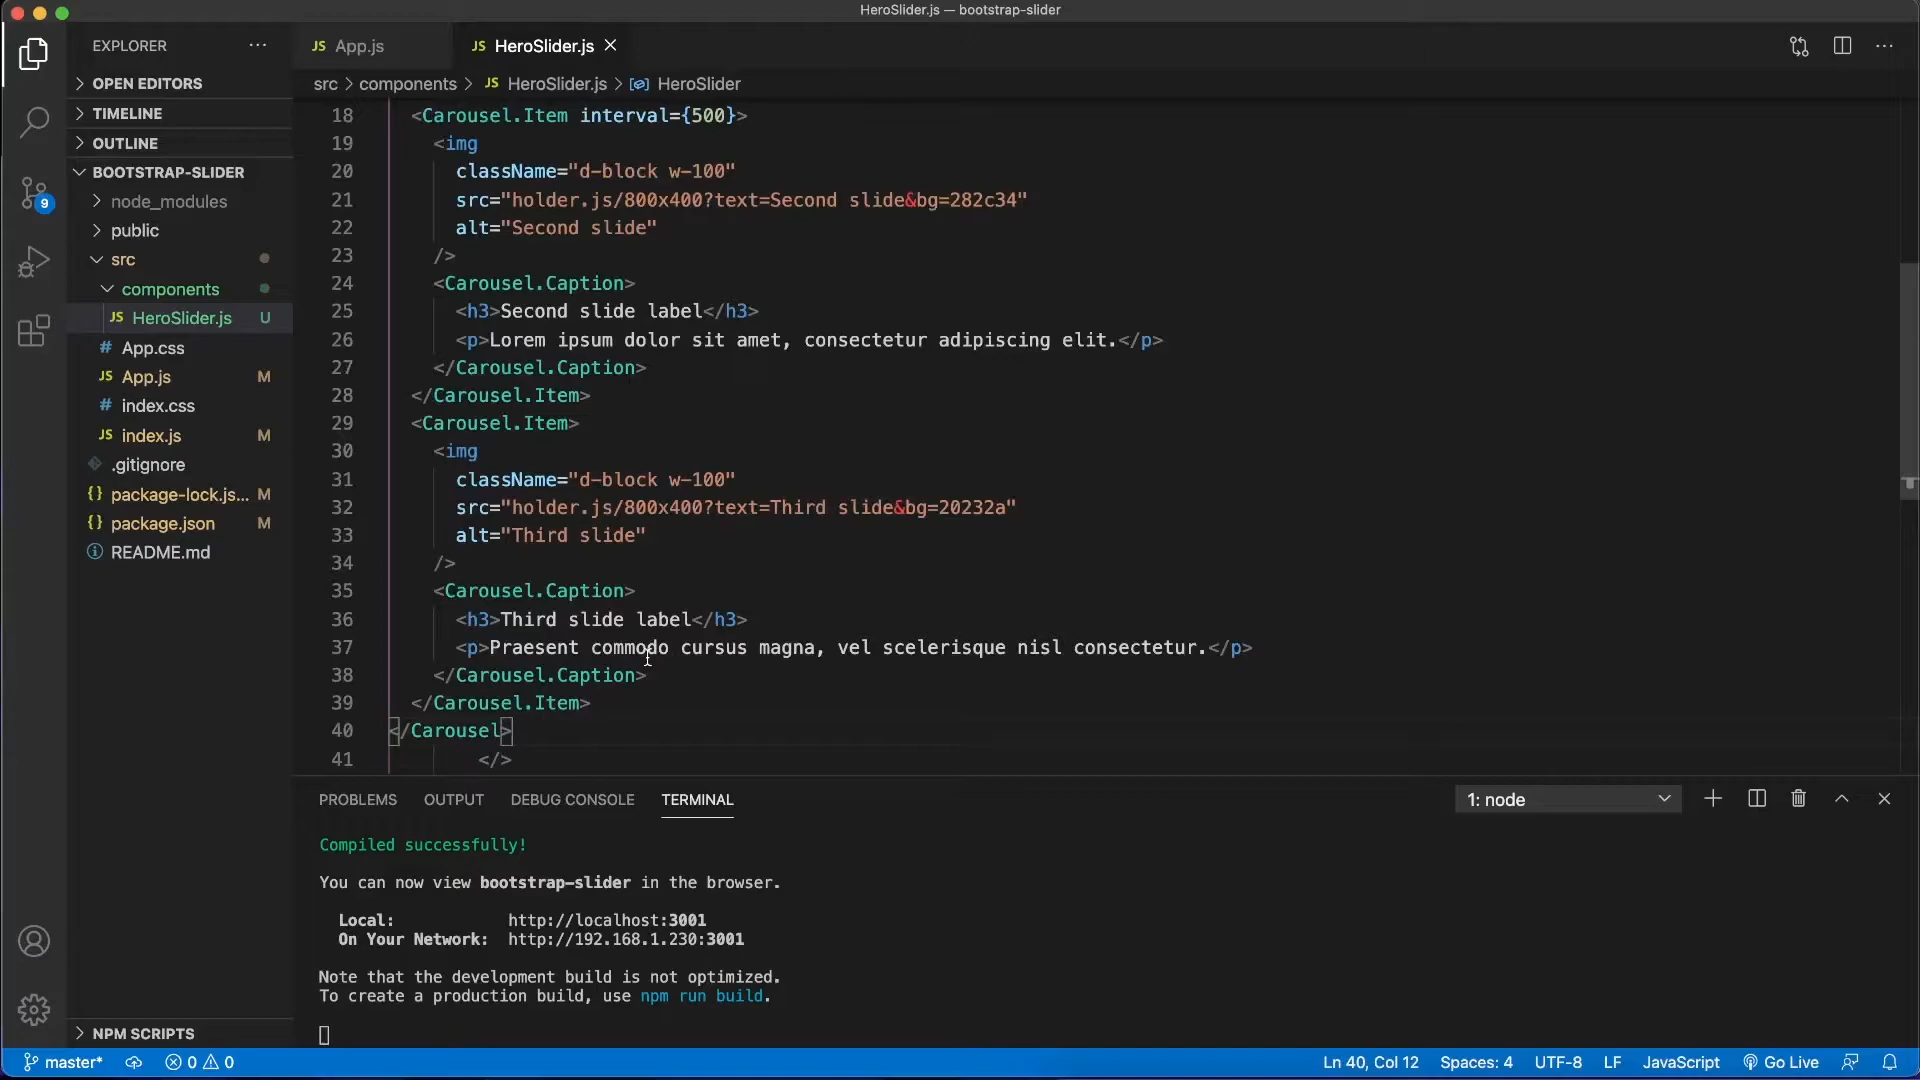 HeroSlider.js — bootstrap-slider
EXPLORER
JS App.js
JS HeroSlider.js
OPEN EDITORS
src > components > JS HeroSlider.js > HeroSlider
TIMELINE
OUTLINE
BOOTSTRAP-SLIDER
node_modules
public
src
components
JS HeroSlider.js U
# App.css
JS App.js M
# index.css
JS index.js M
.gitignore
{} package-lock.js... M
{} package.json M
README.md
NPM SCRIPTS
9
18 <Carousel.Item interval={500}>
19 <img
20 className="d-block w-100"
21 src="holder.js/800x400?text=Second slide&bg=282c34"
22 alt="Second slide"
23 />
24 <Carousel.Caption>
25 <h3>Second slide label</h3>
26 <p>Lorem ipsum dolor sit amet, consectetur adipiscing elit.</p>
27 </Carousel.Caption>
28 </Carousel.Item>
29 <Carousel.Item>
30 <img
31 className="d-block w-100"
32 src="holder.js/800x400?text=Third slide&bg=20232a"
33 alt="Third slide"
34 />
35 <Carousel.Caption>
36 <h3>Third slide label</h3>
37 <p>Praesent commodo cursus magna, vel scelerisque nisl consectetur.</p>
38 </Carousel.Caption>
39 </Carousel.Item>
40 </Carousel>
41 </>
PROBLEMS OUTPUT DEBUG CONSOLE TERMINAL 1: node
Compiled successfully!
You can now view bootstrap-slider in the browser.
Local: http://localhost:3001
On Your Network: http://192.168.1.230:3001
Note that the development build is not optimized.
To create a production build, use npm run build.
master* 0 0 Ln 40, Col 12 Spaces: 4 UTF-8 LF JavaScript Go Live